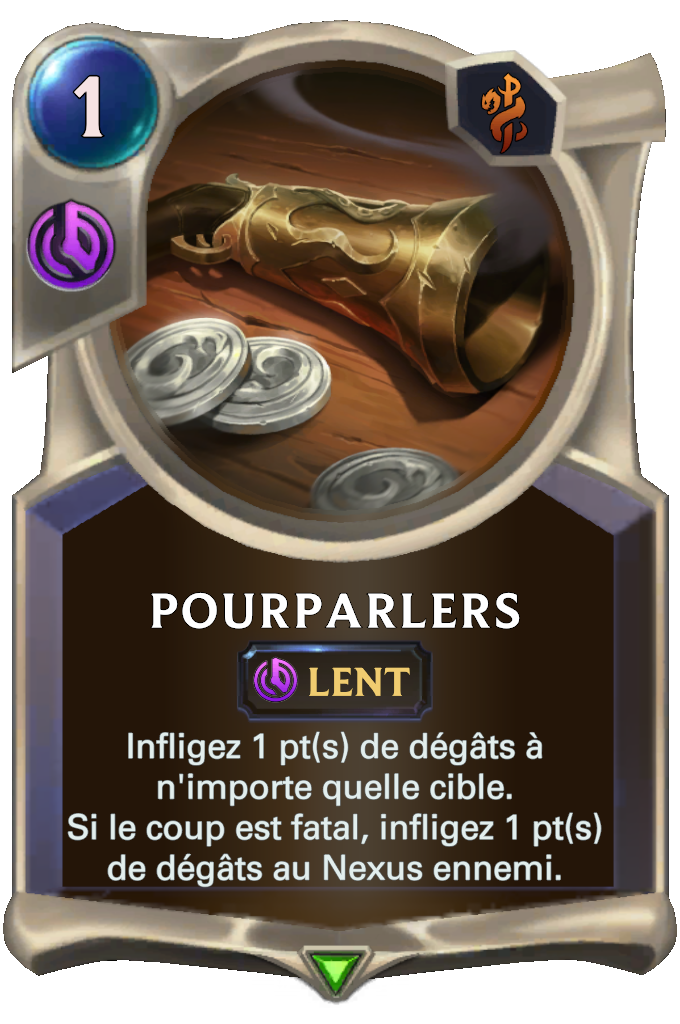 1
POURPARLERS
LENT
Infligez 1 pt(s) de dégâts à
n'importe quelle cible.
Si le coup est fatal, infligez 1 pt(s)
de dégâts au Nexus ennemi.